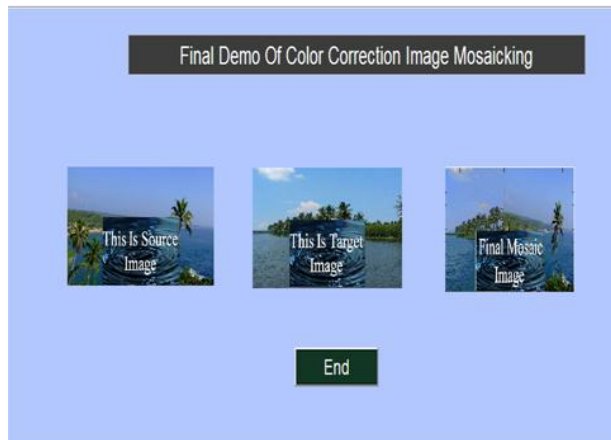 Final Demo Of Color Correction Image Mosaicking
This Is Source
Image
This Is Target
Image
Final Mosaic
Image
End